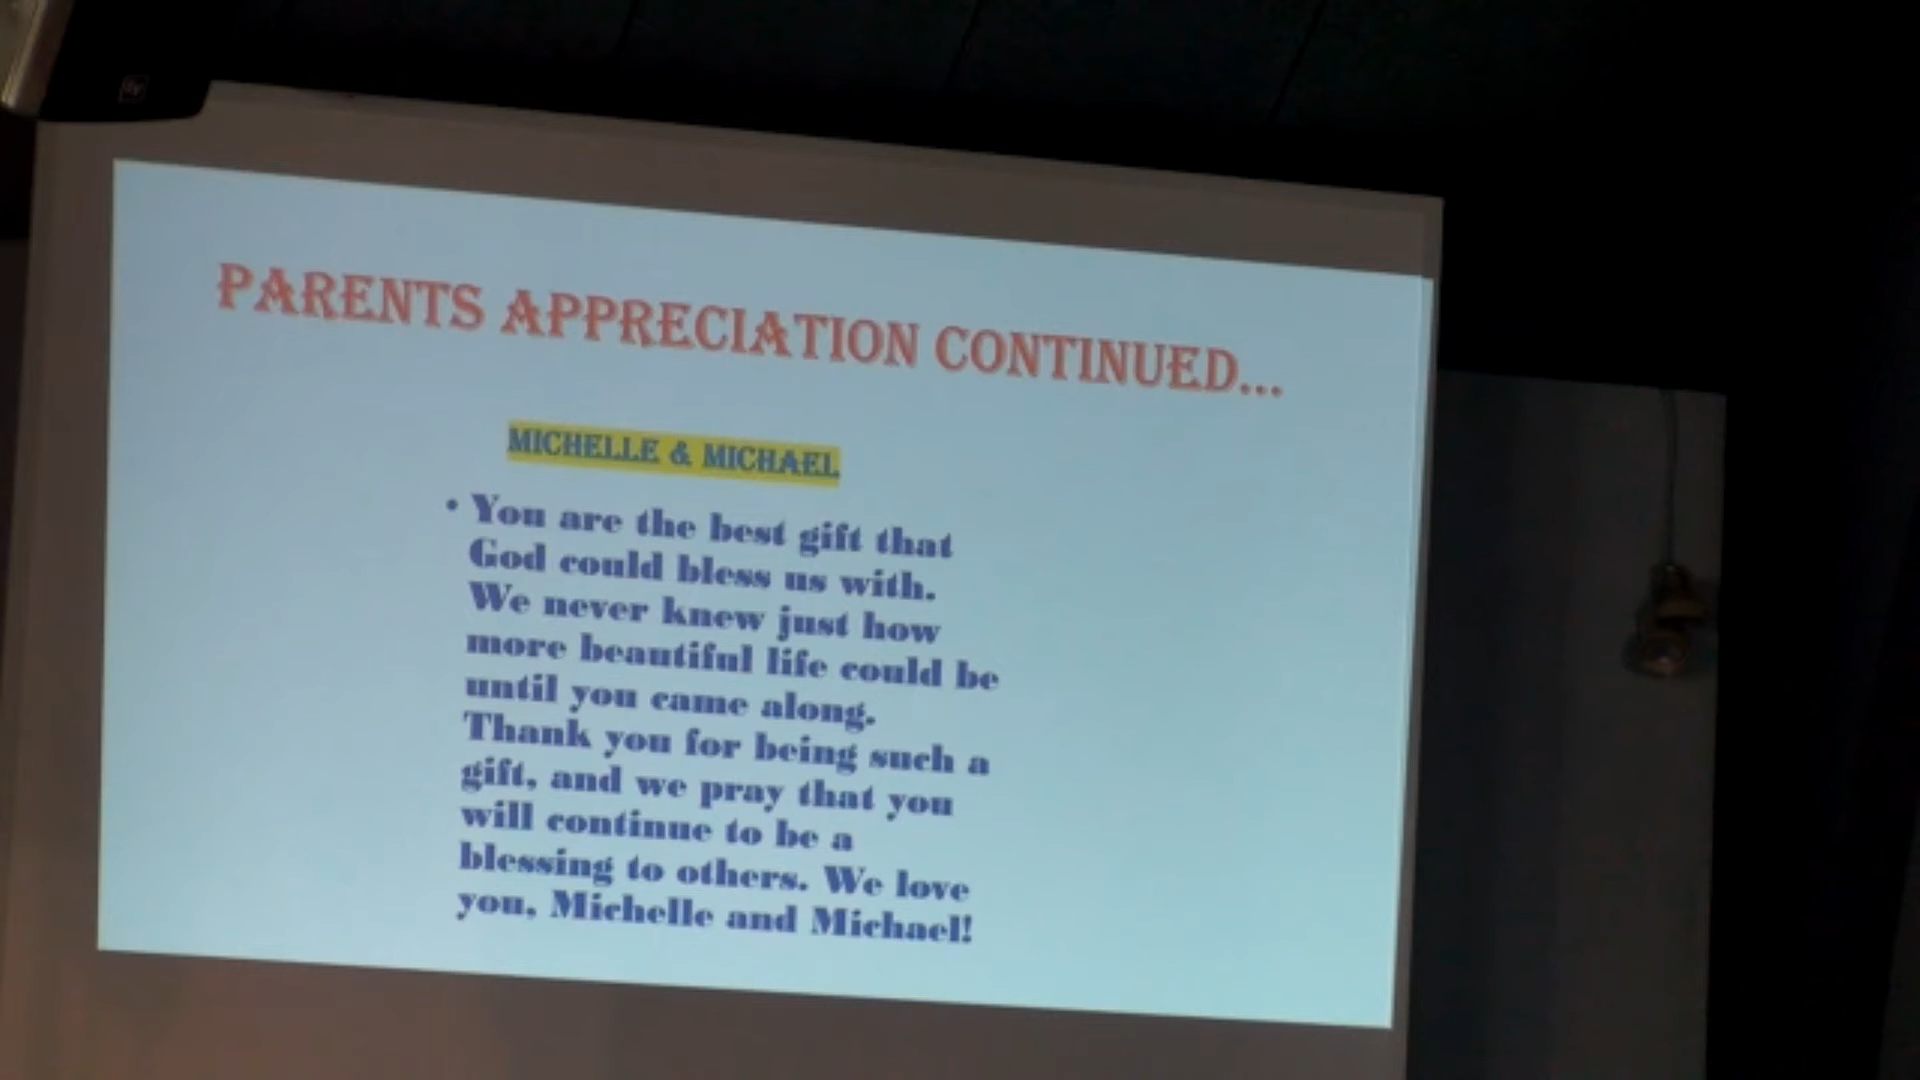 PARENTS APPRECIATION CONTINUED...
MICHELLE & MICHAEL
• You are the best gift that
God could bless us with.
We never knew just how
more beautiful life could be
until you came along.
Thank you for being such a
gift, and we pray that you
will continue to be a
blessing to others. We love
you, Michelle and Michael!